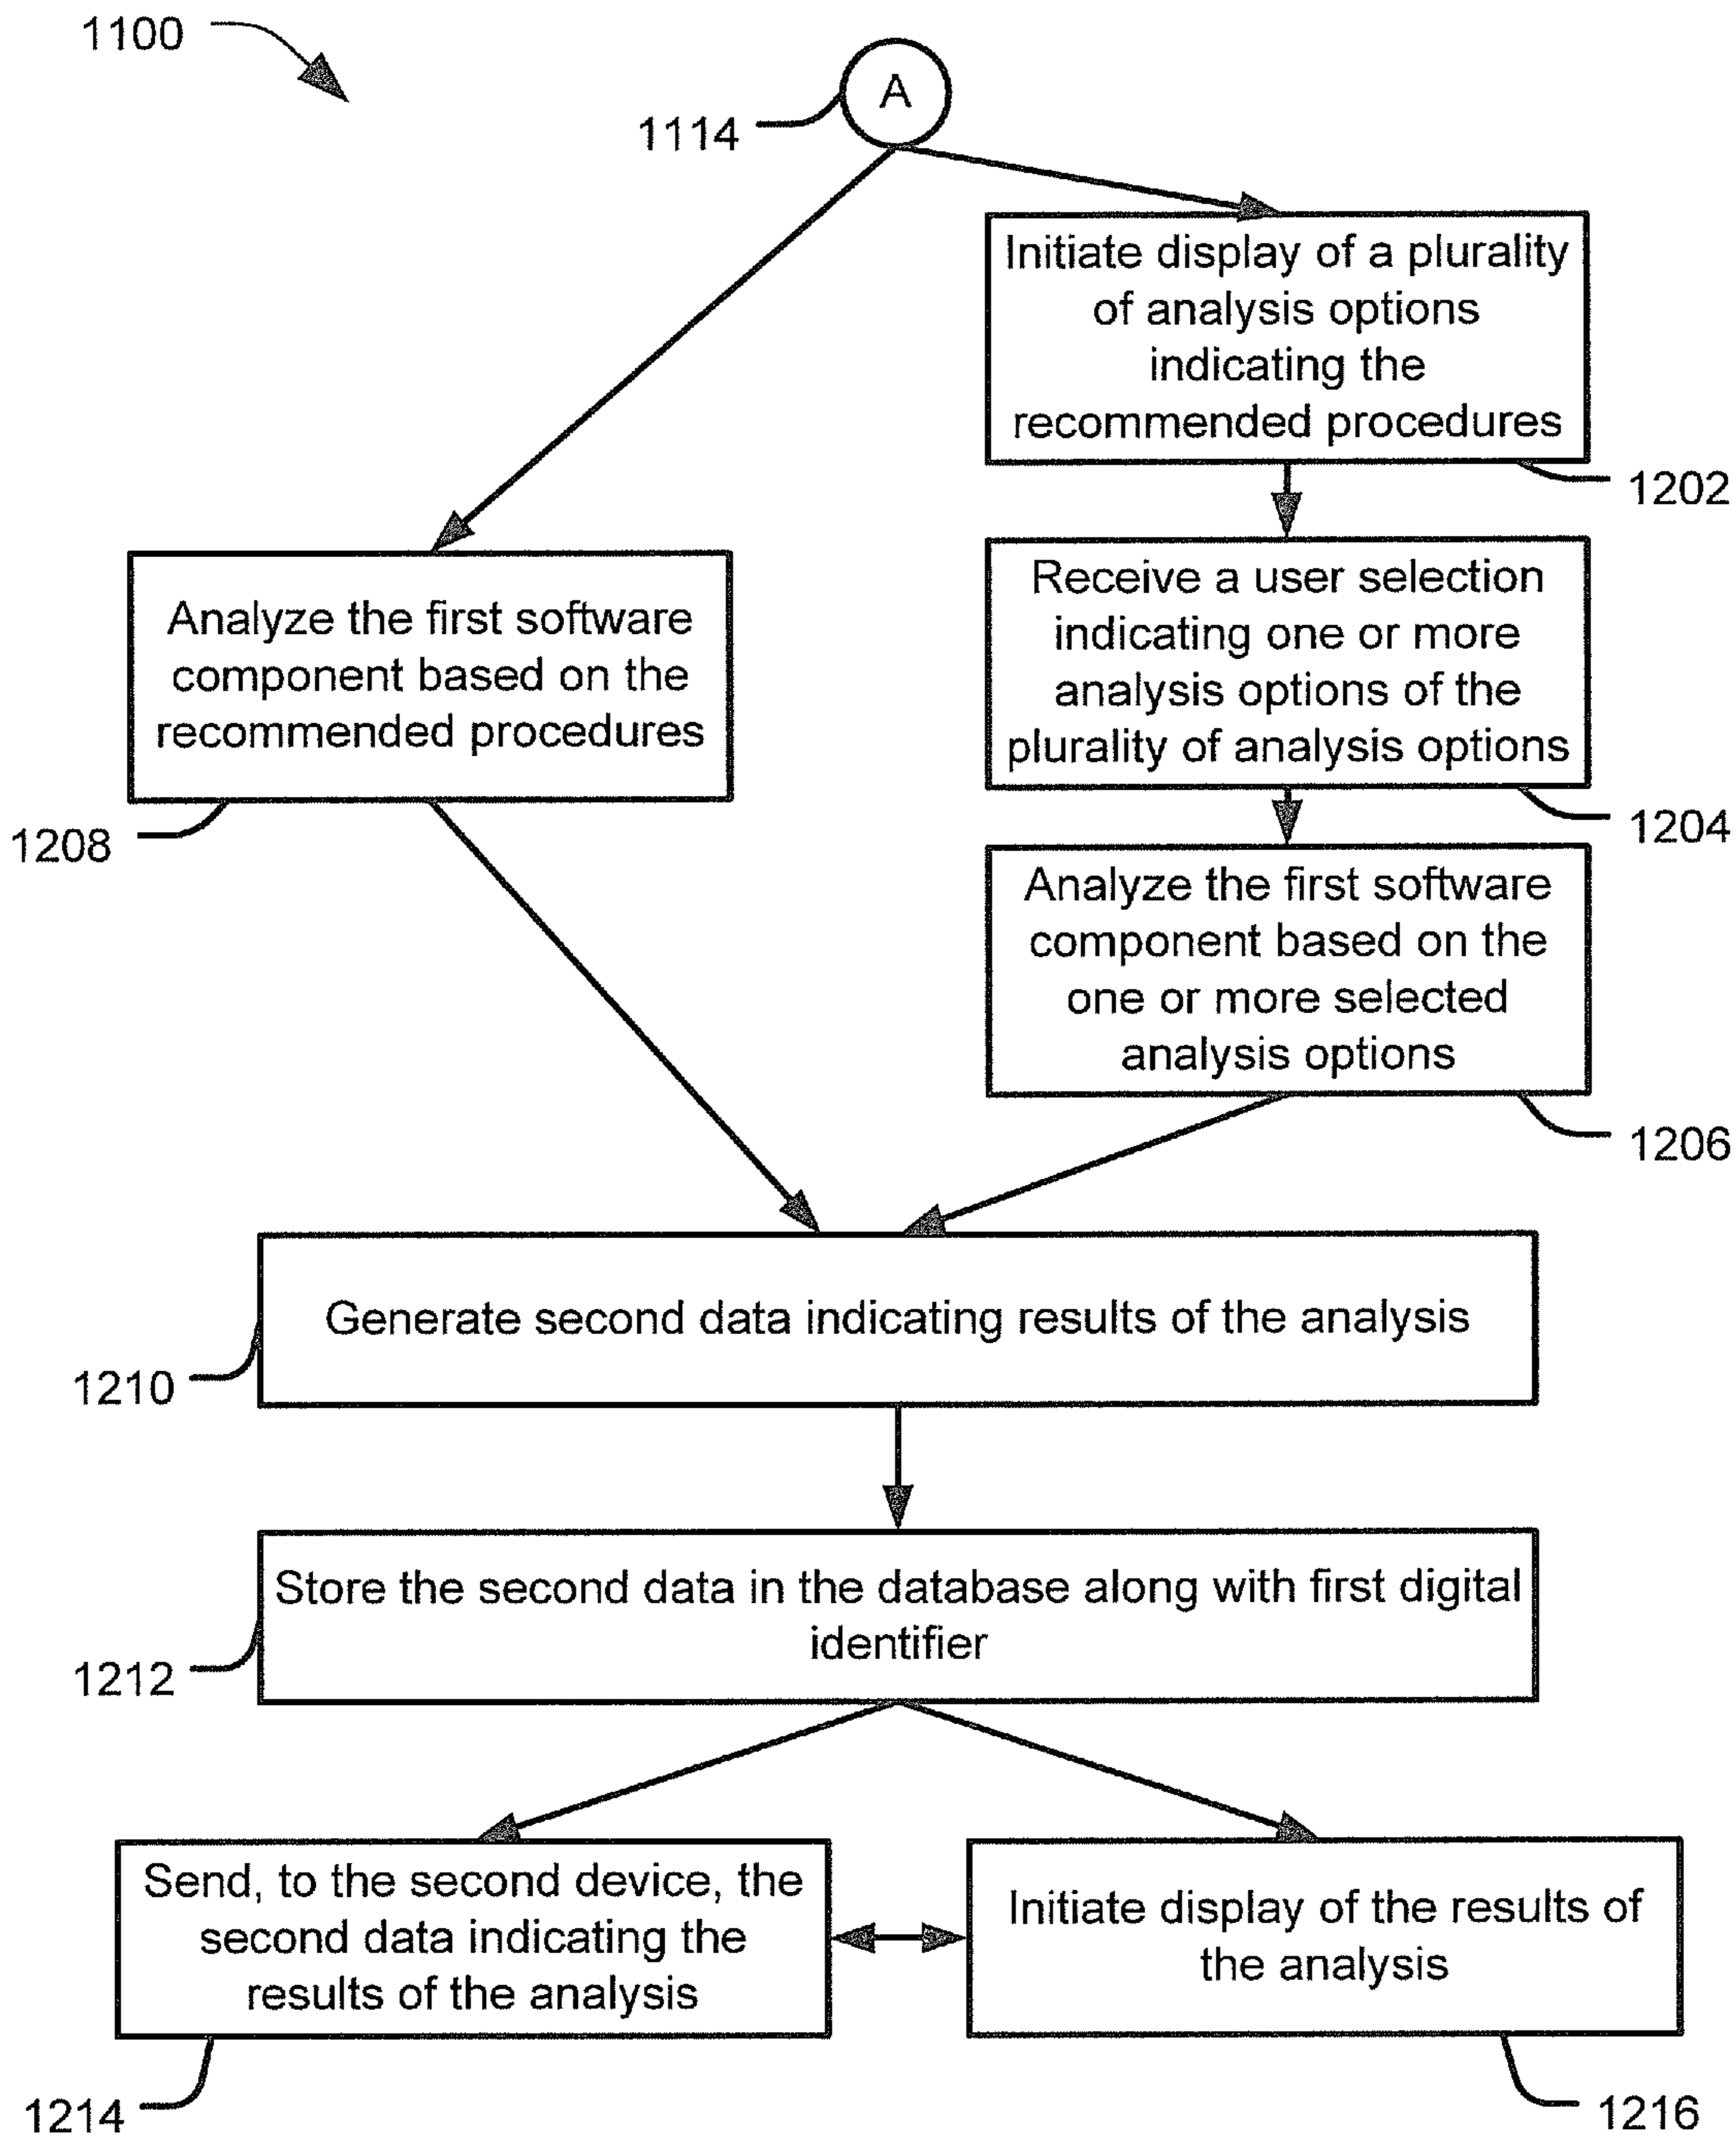 1100
A
1114
Initiate display of a plurality
of analysis options
indicating the
recommended procedures
1202
Receive a user selection
indicating one or more
analysis options of the
plurality of analysis options
1204
Analyze the first software
component based on the
recommended procedures
1208
Analyze the first software
component based on the
one or more selected
analysis options
1206
Generate second data indicating results of the analysis
1210
Store the second data in the database along with first digital
identifier
1212
Send, to the second device, the
second data indicating the
results of the analysis
1214
Initiate display of the results of
the analysis
1216